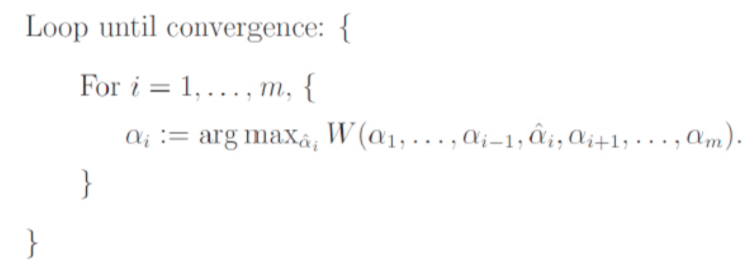 Loop until convergence: {
For i = 1, . . . , m, {
α_i := arg max_{α̂_i} W(α_1, . . . , α_{i−1}, α̂_i, α_{i+1}, . . . , α_m).
}
}